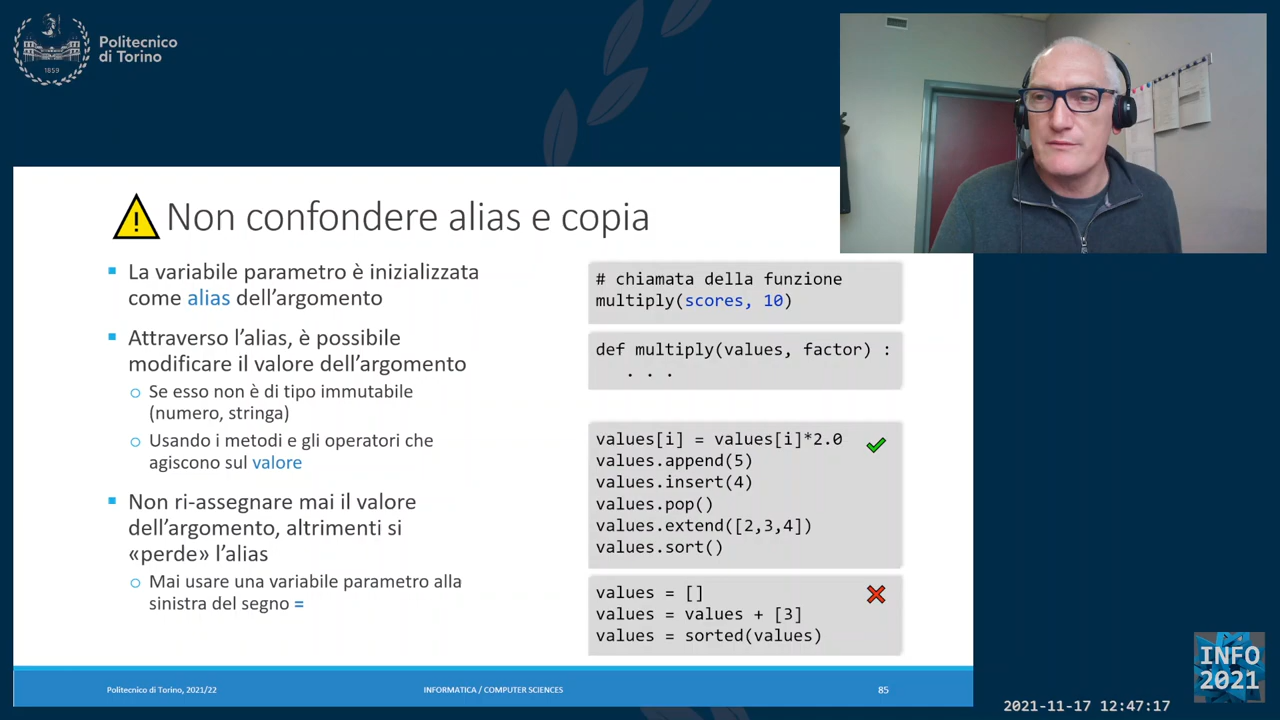 Politecnico
di Torino
1859
Non confondere alias e copia
La variabile parametro è inizializzata
come alias dell'argomento
Attraverso l'alias, è possibile
modificare il valore dell'argomento
Se esso non è di tipo immutabile
(numero, stringa)
Usando i metodi e gli operatori che
agiscono sul valore
Non ri-assegnare mai il valore
dell'argomento, altrimenti si
«perde» l'alias
Mai usare una variabile parametro alla
sinistra del segno =
# chiamata della funzione
multiply(scores, 10)
def multiply(values, factor) :
. . .
values[i] = values[i]*2.0
values.append(5)
values.insert(4)
values.pop()
values.extend([2,3,4])
values.sort()
values = []
values = values + [3]
values = sorted(values)
Politecnico di Torino, 2021/22
INFORMATICA / COMPUTER SCIENCES
85
INFO
2021
2021-11-17 12:47:17